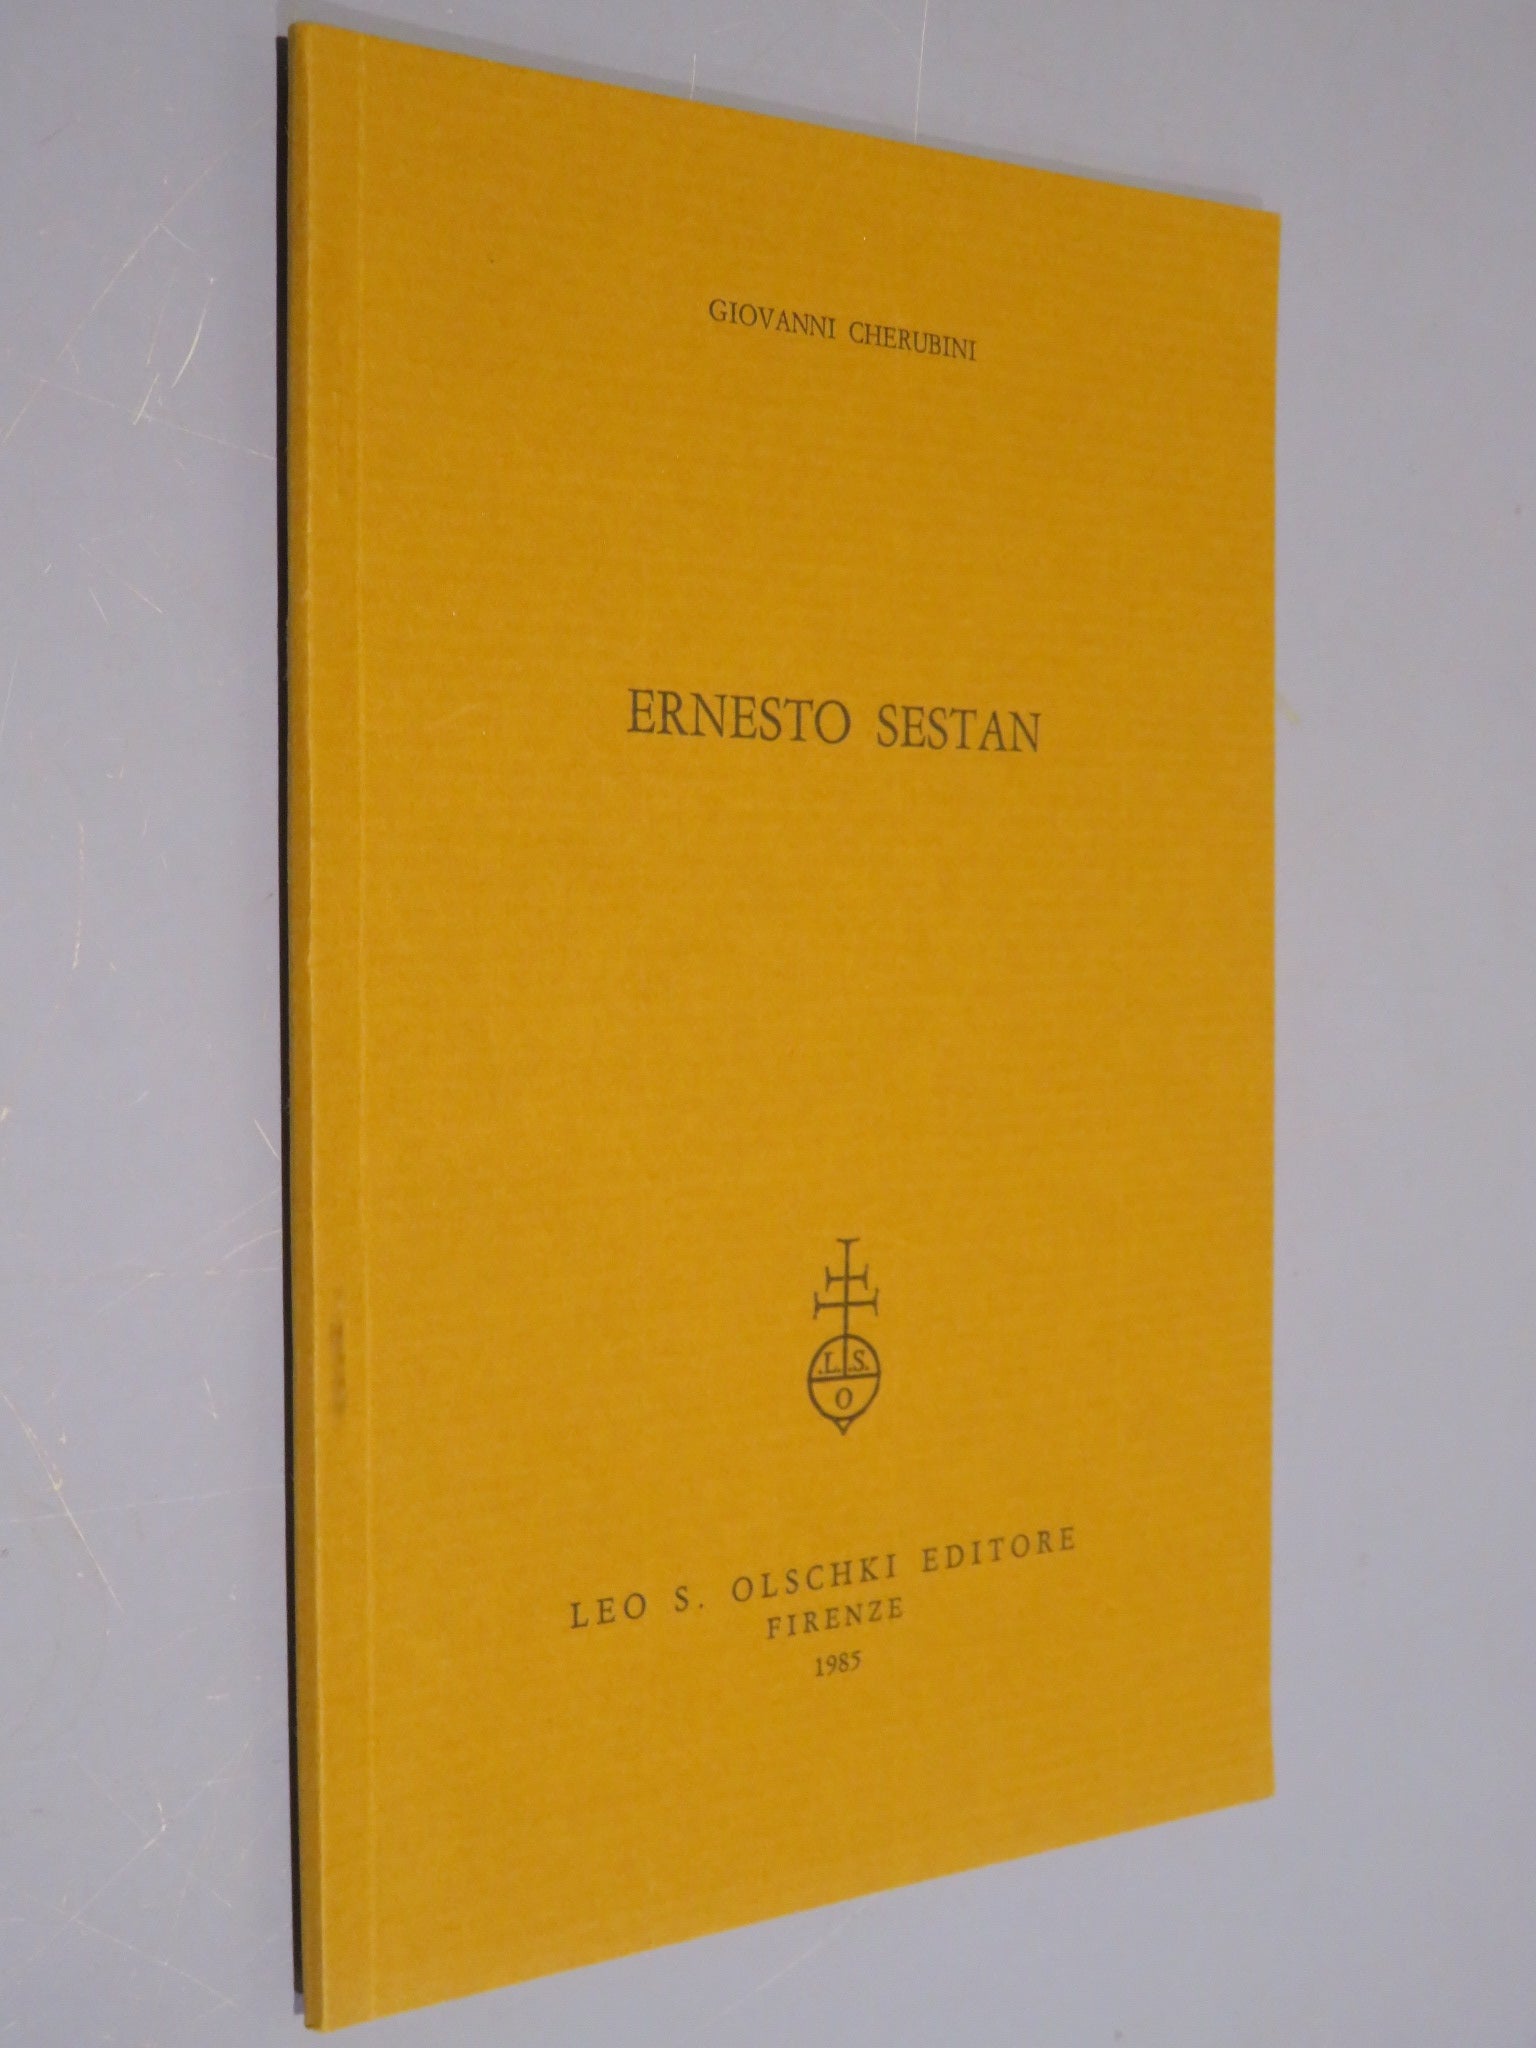 GIOVANNI CHERUBINI
ERNESTO SESTAN
.L. .S.
O
LEO S. OLSCHKI EDITORE
FIRENZE
1985